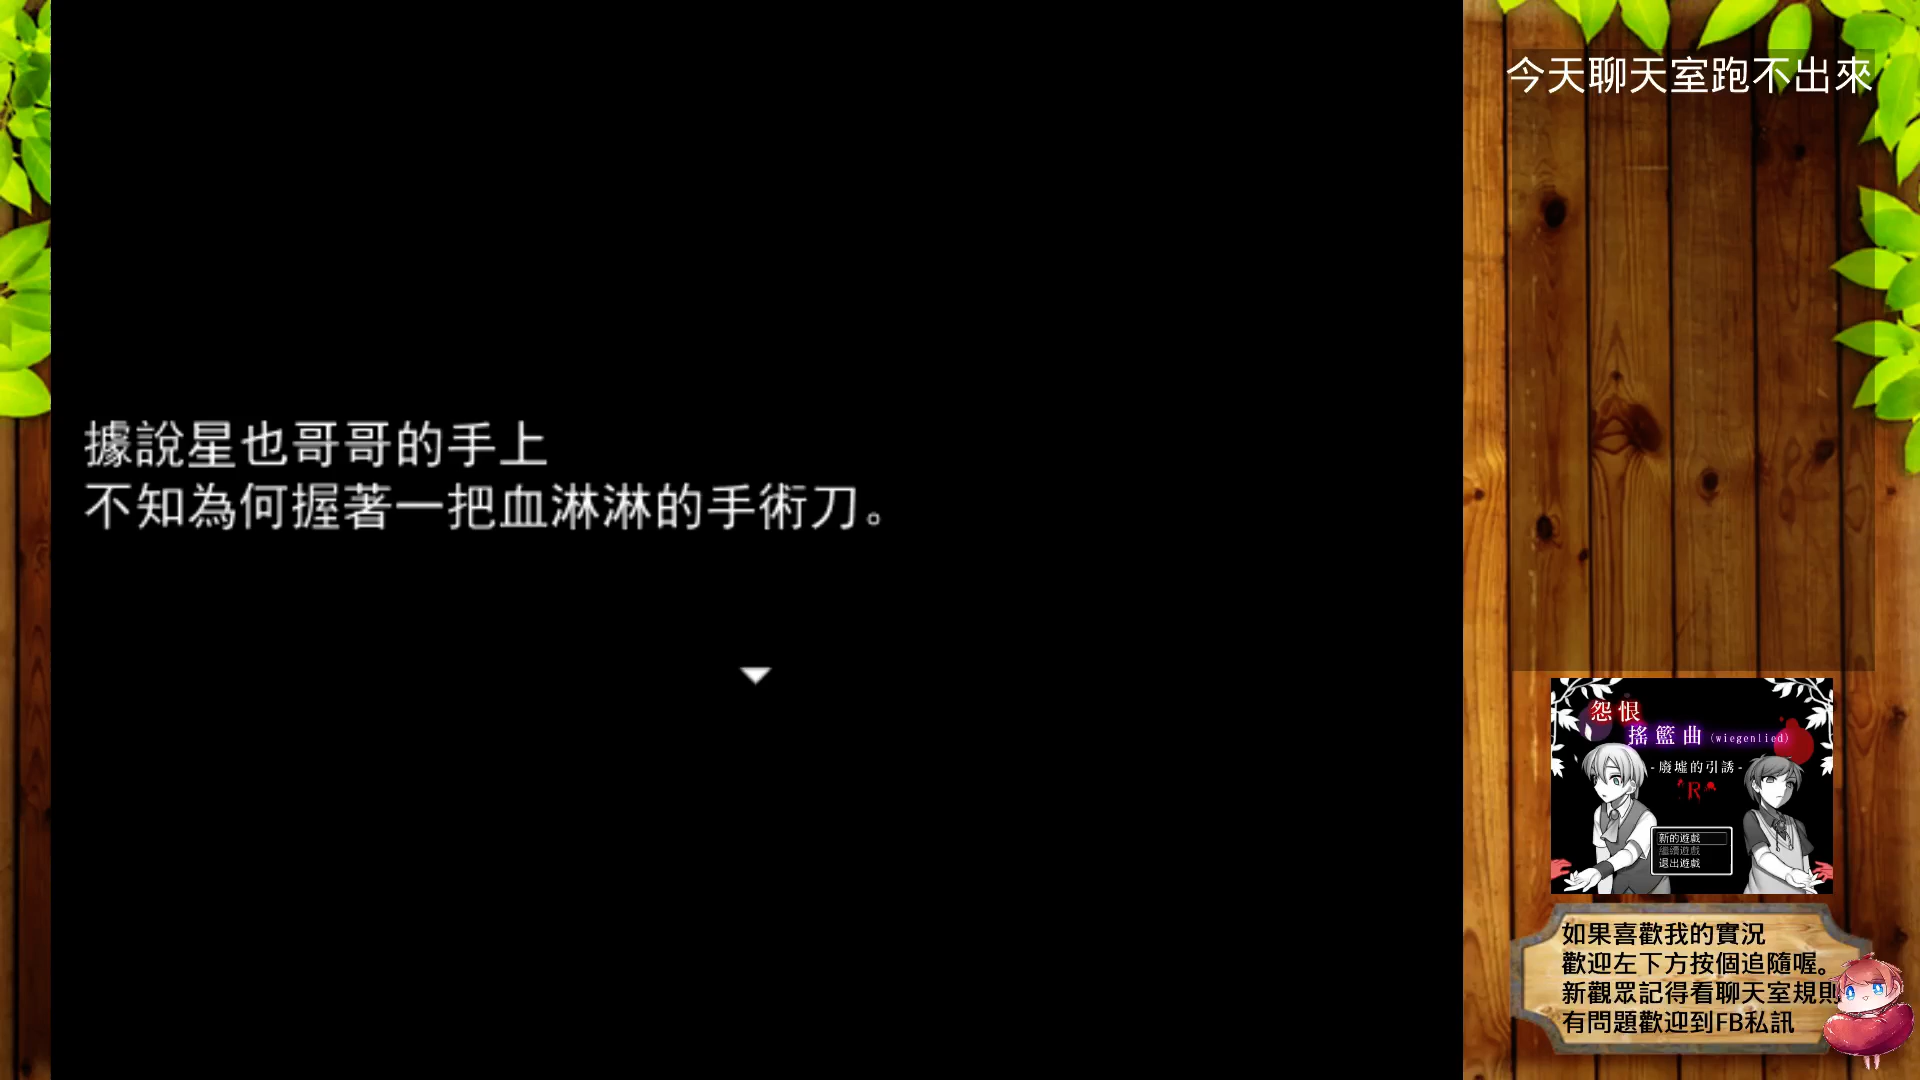 據說星也哥哥的手上
不知為何握著一把血淋淋的手術刀。
今天聊天室跑不出來
怨恨
搖籃曲(wiegenlied)
-廢墟的引誘-
R
新的遊戲
繼續遊戲
退出遊戲
如果喜歡我的實況
歡迎左下方按個追隨喔。
新觀眾記得看聊天室規則
有問題歡迎到FB私訊